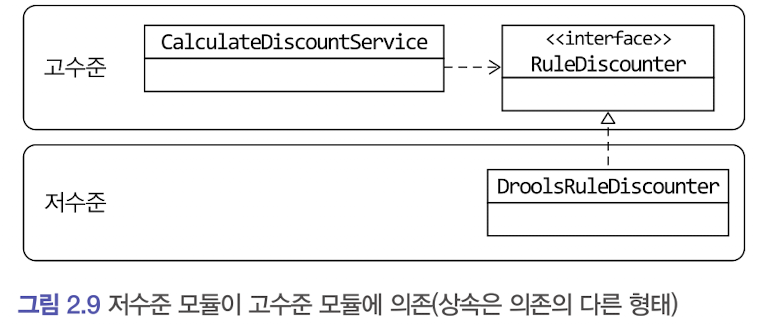 고수준
CalculateDiscountService
<<interface>>
RuleDiscounter
저수준
DroolsRuleDiscounter
그림 2.9 저수준 모듈이 고수준 모듈에 의존(상속은 의존의 다른 형태)